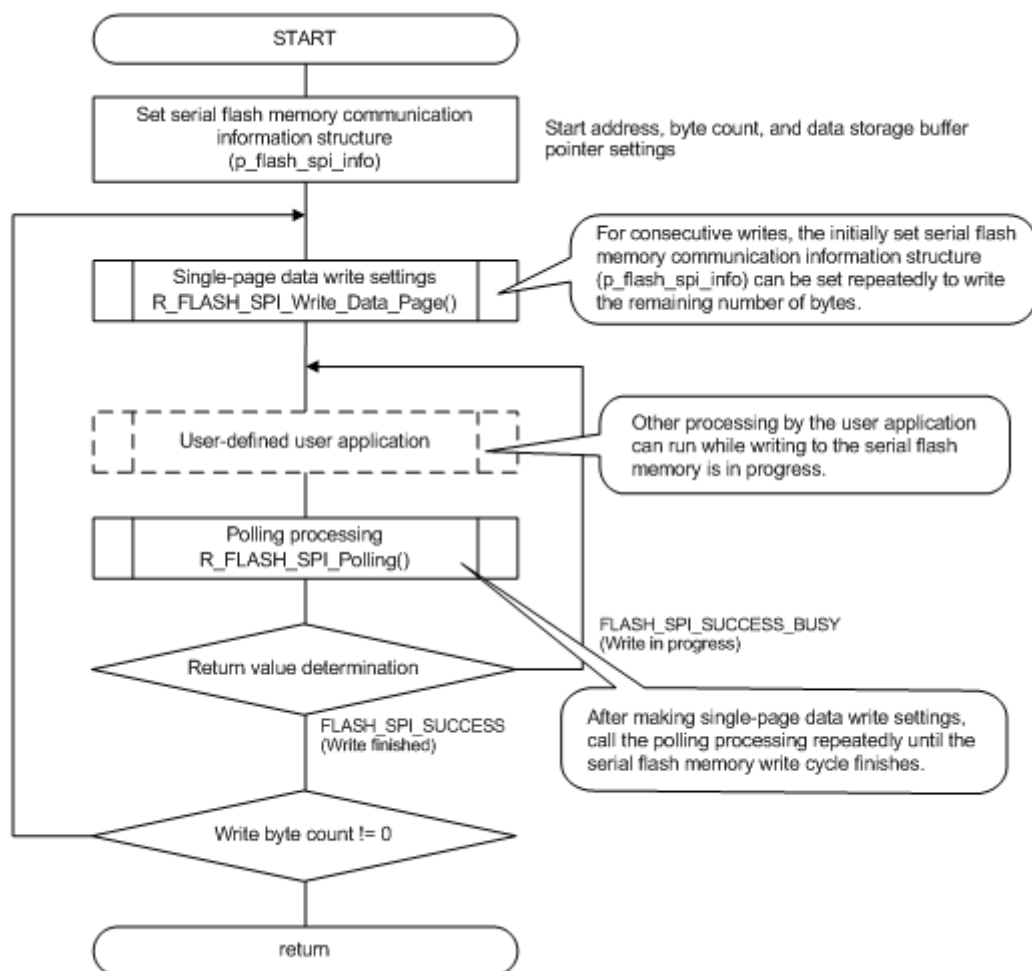 START
Set serial flash memory communication
information structure
(p_flash_spi_info)
Start address, byte count, and data storage buffer
pointer settings
For consecutive writes, the initially set serial flash
memory communication information structure
(p_flash_spi_info) can be set repeatedly to write
the remaining number of bytes.
Single-page data write settings
R_FLASH_SPI_Write_Data_Page()
User-defined user application
Other processing by the user application
can run while writing to the serial flash
memory is in progress.
Polling processing
R_FLASH_SPI_Polling()
FLASH_SPI_SUCCESS_BUSY
(Write in progress)
Return value determination
FLASH_SPI_SUCCESS
(Write finished)
After making single-page data write settings,
call the polling processing repeatedly until the
serial flash memory write cycle finishes.
Write byte count != 0
return